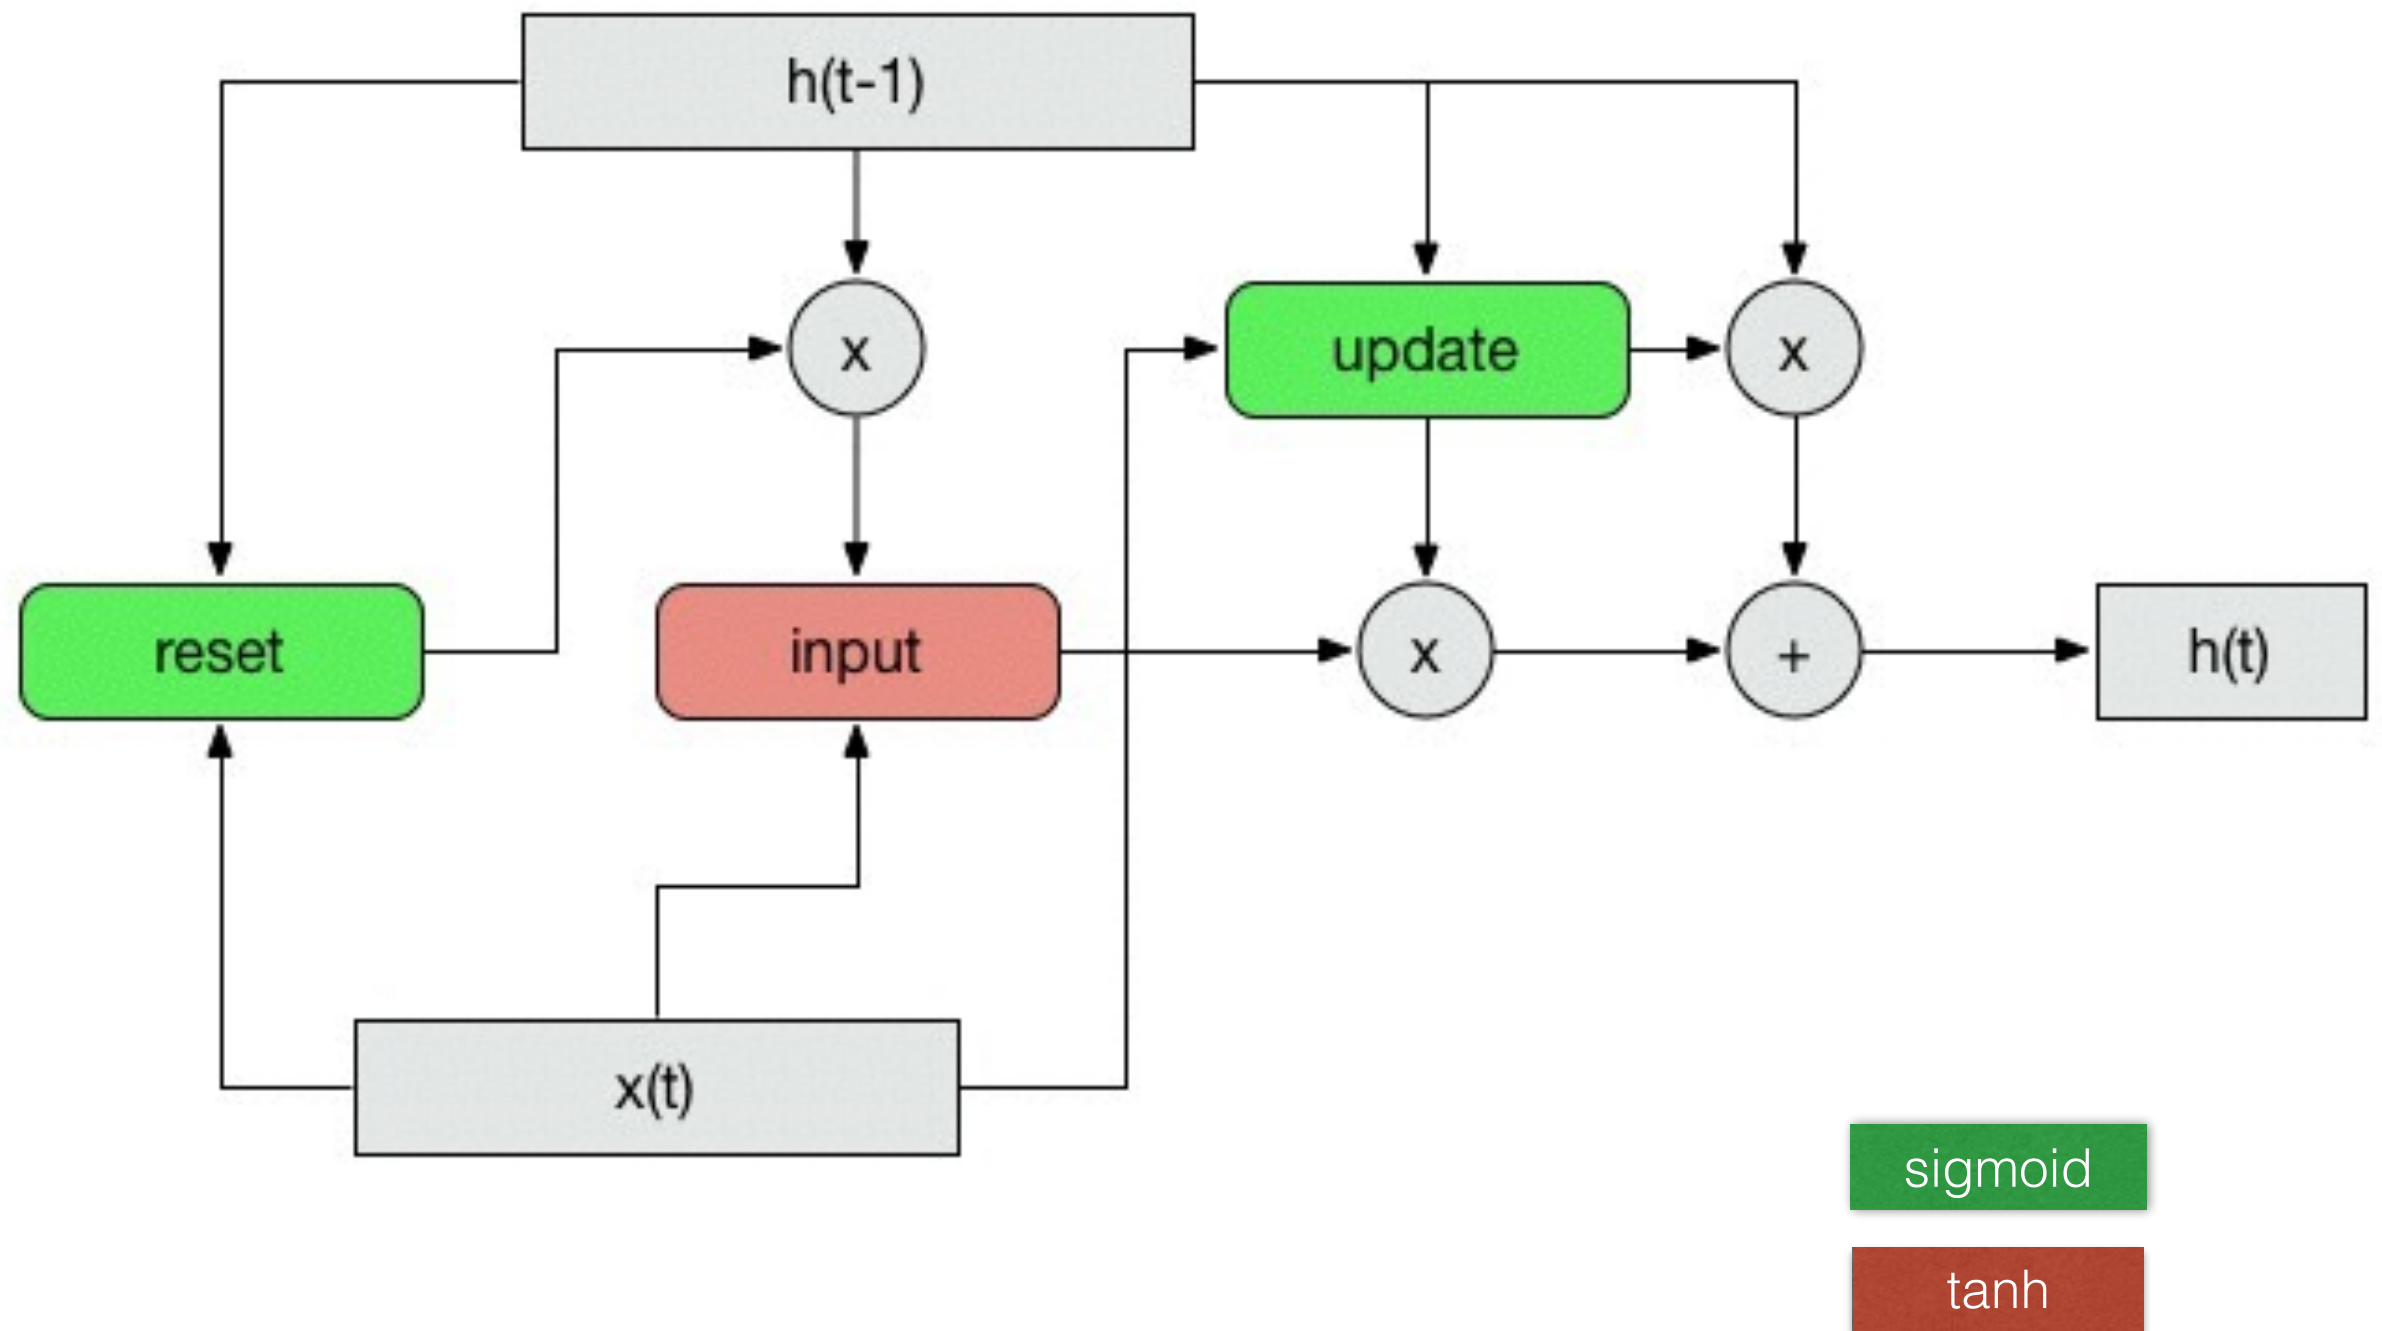 h(t-1)
x
update
x
reset
input
x
+
h(t)
x(t)
sigmoid
tanh